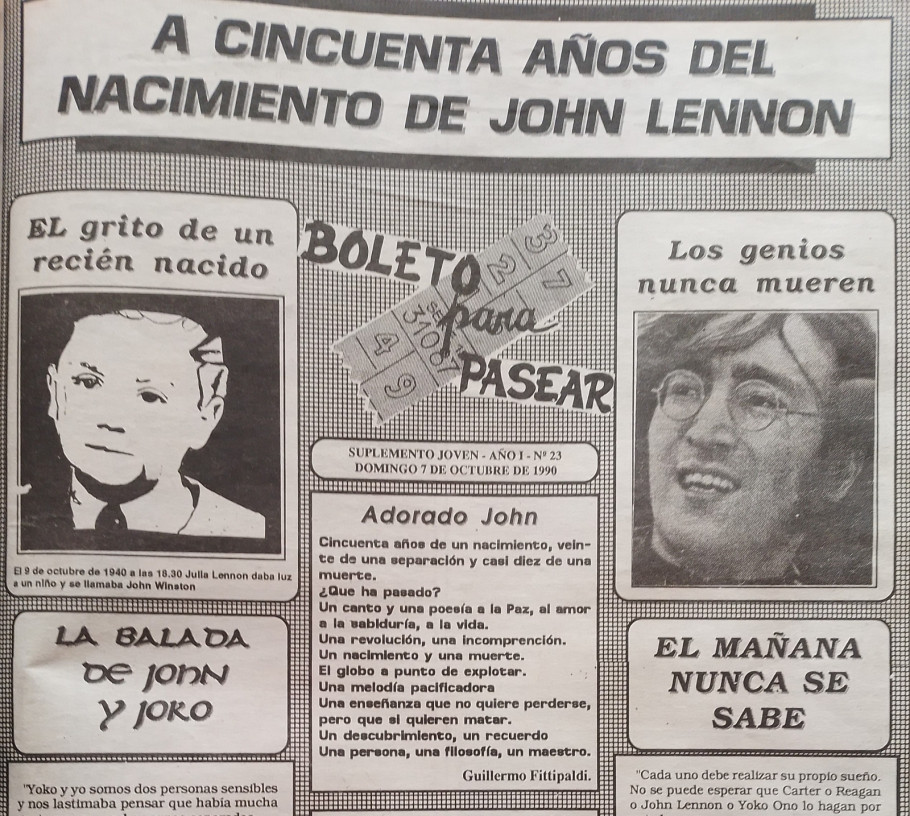 A CINCUENTA AÑOS DEL
NACIMIENTO DE JOHN LENNON
EL grito de un
recién nacido
El 9 de octubre de 1940 a las 18.30 Julia Lennon daba luz
a un niño y se llamaba John Winston
LA BALADA
DE JOHN
Y JOKO
"Yoko y yo somos dos personas sensibles
y nos lastimaba pensar que había mucha
BOLETO
para
PASEAR
SUPLEMENTO JOVEN - AÑO I - Nº 23
DOMINGO 7 DE OCTUBRE DE 1990
Adorado John
Cincuenta años de un nacimiento, vein-
te de una separación y casi diez de una
muerte.
¿Que ha pasado?
Un canto y una poesía a la Paz, al amor
a la sabiduría, a la vida.
Una revolución, una incomprención.
Un nacimiento y una muerte.
El globo a punto de explotar.
Una melodía pacificadora
Una enseñanza que no quiere perderse,
pero que si quieren matar.
Un descubrimiento, un recuerdo
Una persona, una filosofía, un maestro.
Guillermo Fittipaldi.
Los genios
nunca mueren
EL MAÑANA
NUNCA SE
SABE
"Cada uno debe realizar su propio sueño.
No se puede esperar que Carter o Reagan
o John Lennon o Yoko Ono lo hagan por